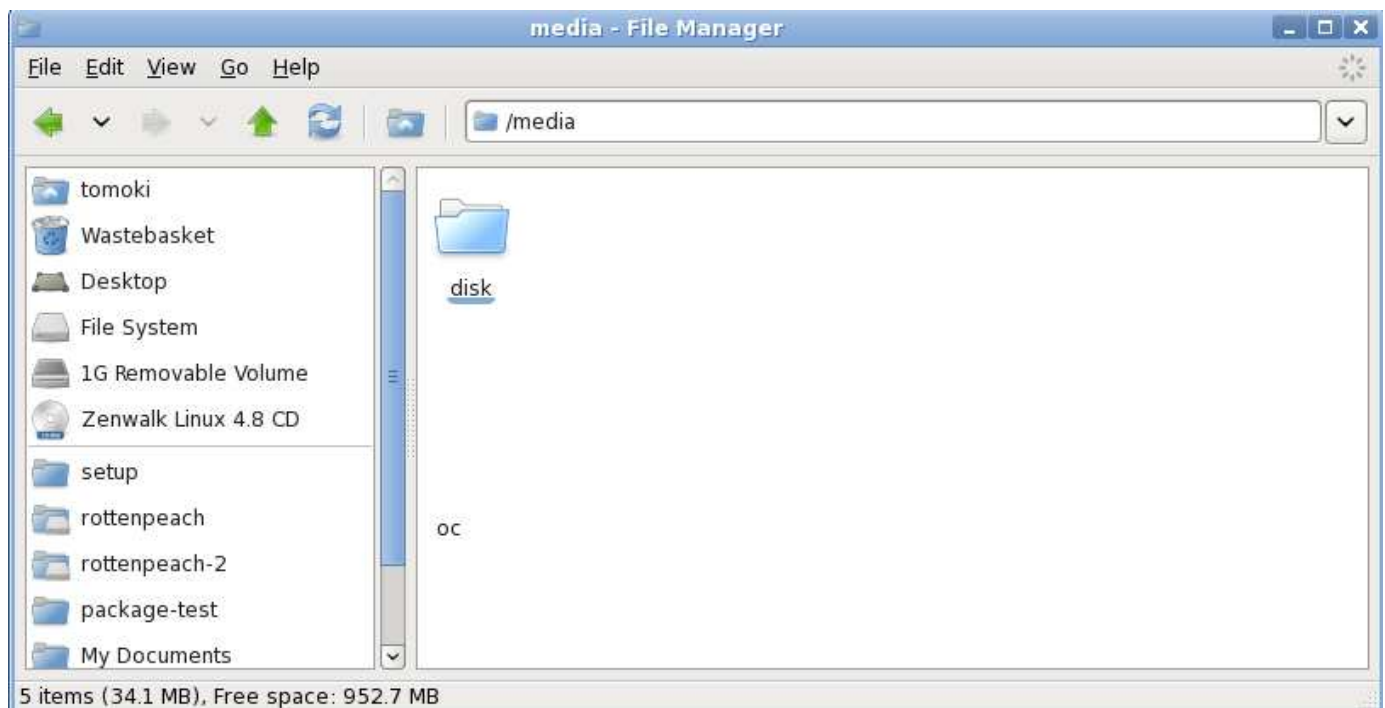 media - File Manager
File Edit View Go Help
/media
tomoki
Wastebasket
Desktop
File System
1G Removable Volume
Zenwalk Linux 4.8 CD
setup
rottenpeach
rottenpeach-2
package-test
My Documents
disk
oc
5 items (34.1 MB), Free space: 952.7 MB